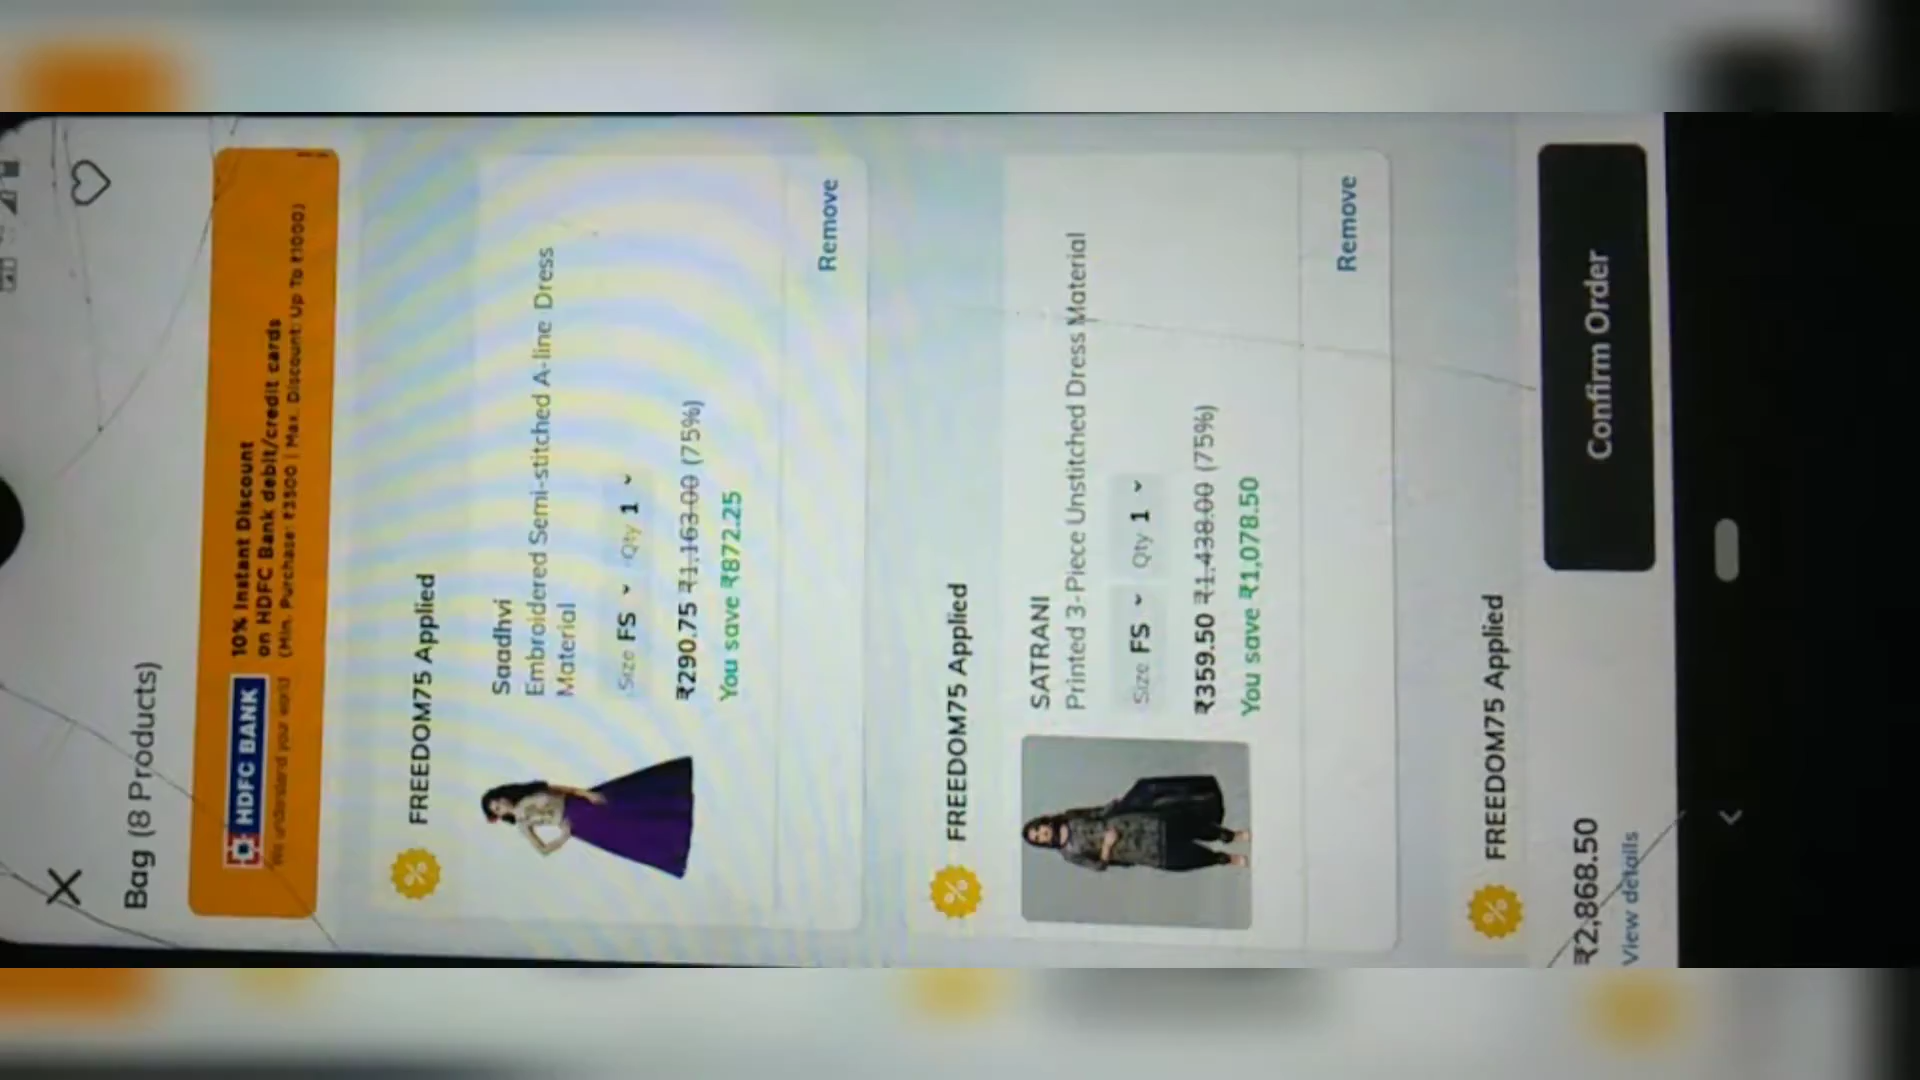 Bag (8 Products)
HDFC BANK
We understand your world
10% Instant Discount
on HDFC Bank debit/credit cards
(Min. Purchase: ₹3500 | Max. Discount: Up To ₹1000)
FREEDOM75 Applied
Saadhvi
Embroidered Semi-stitched A-line Dress
Material
Size FS Qty 1
₹290.75 ₹1,163.00 (75%)
You save ₹872.25
Remove
FREEDOM75 Applied
SATRANI
Printed 3-Piece Unstitched Dress Material
Size FS Qty 1
₹359.50 ₹1,438.00 (75%)
You save ₹1,078.50
Remove
FREEDOM75 Applied
₹2,868.50
View details
Confirm Order